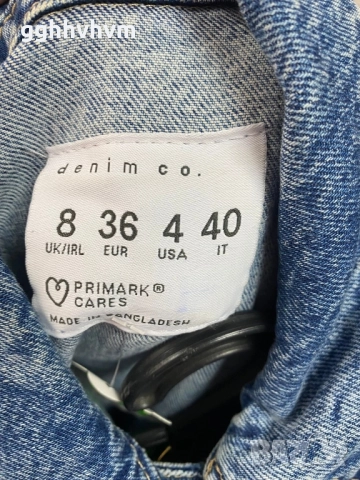 gghhvhvm
denim co.
8 36 4 40
UK/IRL EUR USA IT
PRIMARK®
CARES
MADE IN BANGLADESH